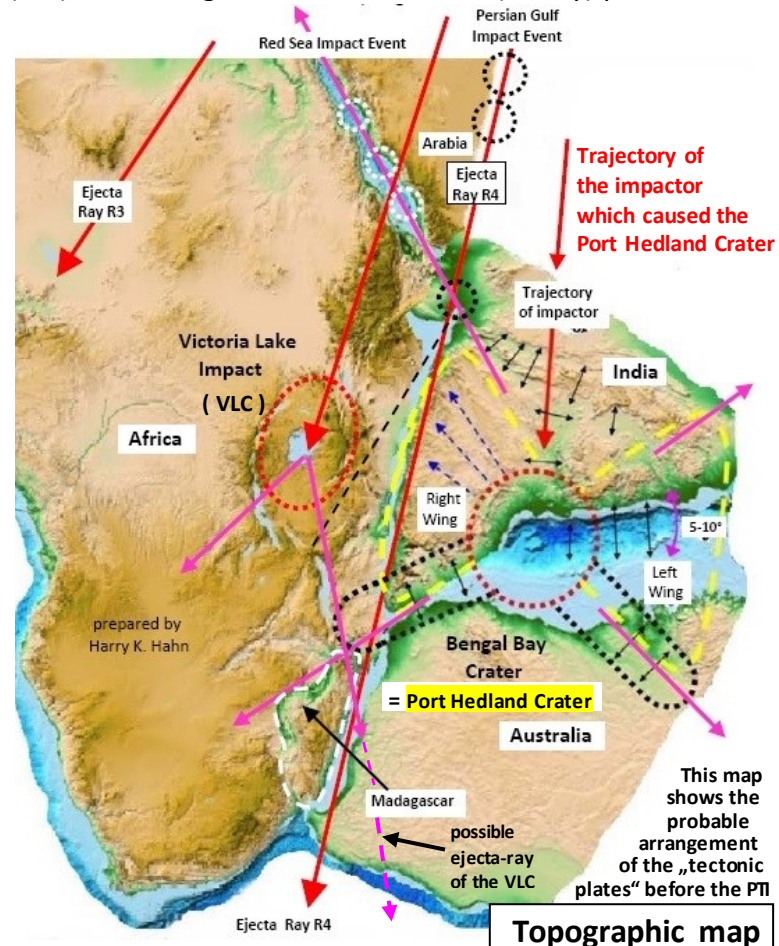 Red Sea Impact Event
Persian Gulf
Impact Event
Arabia
Ejecta
Ray R4
Ejecta
Ray R3
Trajectory of
the impactor
which caused the
Port Hedland Crater
Trajectory
of impactor
Victoria Lake
Impact
( VLC )
India
Africa
Right
Wing
5-10°
Left
Wing
prepared by
Harry K. Hahn
Bengal Bay
Crater
= Port Hedland Crater
Australia
Madagascar
possible
ejecta-ray
of the VLC
This map
shows the
probable
arrangement
of the „tectonic
plates“ before the PTI
Ejecta Ray R4
Topographic map